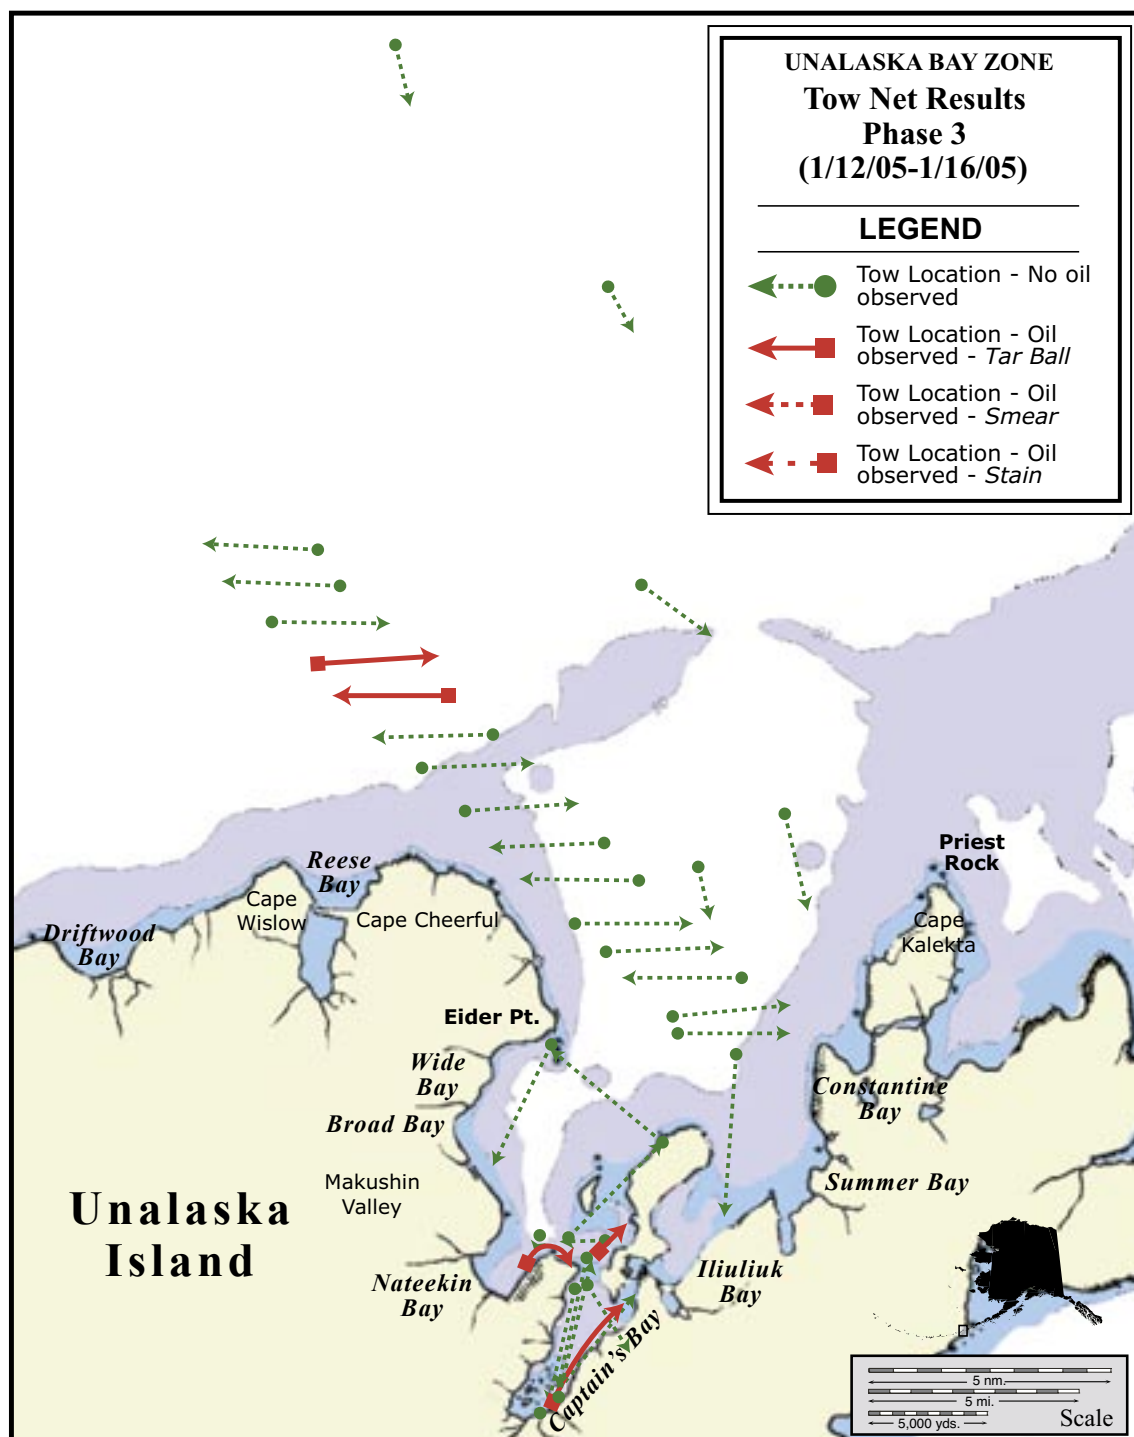 UNALASKA BAY ZONE
Tow Net Results
Phase 3
(1/12/05-1/16/05)
LEGEND
Tow Location - No oil
observed
Tow Location - Oil
observed - Tar Ball
Tow Location - Oil
observed - Smear
Tow Location - Oil
observed - Stain
Priest
Rock
Reese
Bay
Cape
Wislow
Cape Cheerful
Cape
Kalekta
Driftwood
Bay
Eider Pt.
Wide
Bay
Constantine
Bay
Broad Bay
Makushin
Valley
Summer Bay
Unalaska
Island
Nateekin
Bay
Iliuliuk
Bay
Captain's Bay
5 nm.
5 mi.
5,000 yds.
Scale